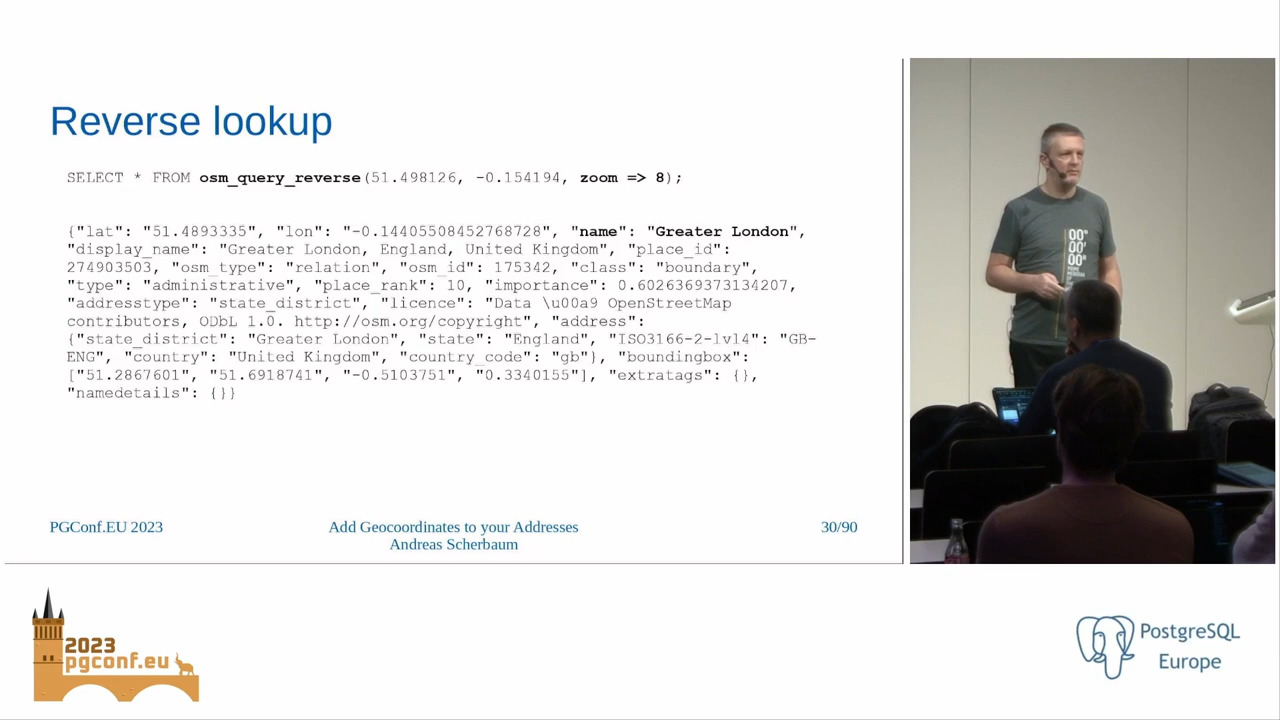 Reverse lookup
SELECT * FROM osm_query_reverse(51.498126, -0.154194, zoom => 8);
{"lat": "51.4893335", "lon": "-0.14405508452768728", "name": "Greater London",
"display_name": "Greater London, England, United Kingdom", "place_id":
274903503, "osm_type": "relation", "osm_id": 175342, "class": "boundary",
"type": "administrative", "place_rank": 10, "importance": 0.6026369373134207,
"addresstype": "state_district", "licence": "Data \u00a9 OpenStreetMap
contributors, ODbL 1.0. http://osm.org/copyright", "address":
{"state_district": "Greater London", "state": "England", "ISO3166-2-lvl4": "GB-
ENG", "country": "United Kingdom", "country_code": "gb"}, "boundingbox":
["51.2867601", "51.6918741", "-0.5103751", "0.3340155"], "extratags": {},
"namedetails": {}}
PGConf.EU 2023
Add Geocoordinates to your Addresses
Andreas Scherbaum
30/90
00°
00'
00"
2023
pgconf.eu
PostgreSQL
Europe